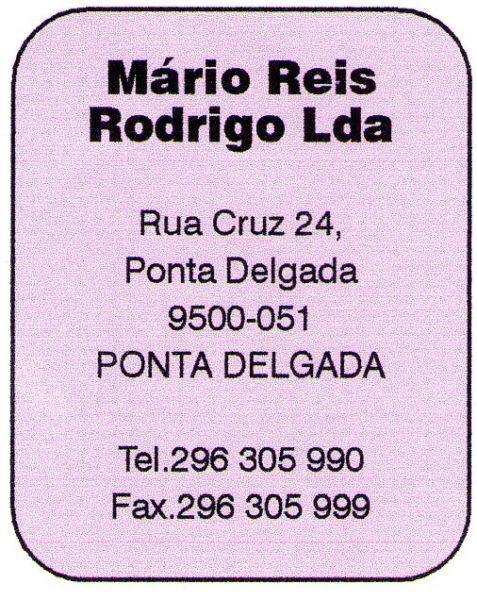 Mário Reis
Rodrigo Lda
Rua Cruz 24,
Ponta Delgada
9500-051
PONTA DELGADA
Tel.296 305 990
Fax.296 305 999